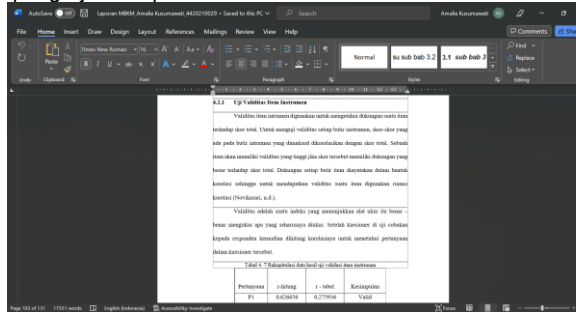 AutoSave Off Laporan MBKM_Amalia Kusumawati_4420210029 • Saved to this PC Search Amalia Kusumawati
File Home Insert Draw Design Layout References Mailings Review View Help Comments
Paste Times New Roman 16 Normal su sub bab 3.2 3.1 sub bab 3 Find Replace Select
Undo Clipboard Font Paragraph Styles Editing
4.2.1 Uji Validitas Item Instrumen
Validitas item instrumen digunakan untuk mengetahui dukungan suatu item
terhadap skor total. Untuk menguji validitas setiap butir instrumen, skor-skor yang
ada pada butir instrumen yang dimaksud dikorelasikan dengan skor total. Sebuah
item akan memiliki validitas yang tinggi jika skor tersebut memiliki dukungan yang
besar terhadap skor total. Dukungan setiap butir item dinyatakan dalam bentuk
korelasi sehingga untuk mendapatkan validitas suatu item digunakan rumus
korelasi (Novikasari, n.d.).
Validitas adalah suatu indeks yang menunjukkan alat ukur itu benar –
benar mengukur apa yang seharusnya diukur. Setelah kuesioner di uji cobakan
kepada responden kemudian dihitung korelasinya untuk mengetahui pertanyaan
dalam kuesioner tersebut.
Tabel 4. 7 Rekapitulasi data hasil uji validasi item instrumen
Pertanyaan r-hitung r - tabel Kesimpulan
P1 0,626636 0,275936 Valid
Page 103 of 131 17551 words English (Indonesia) Accessibility: Investigate Focus